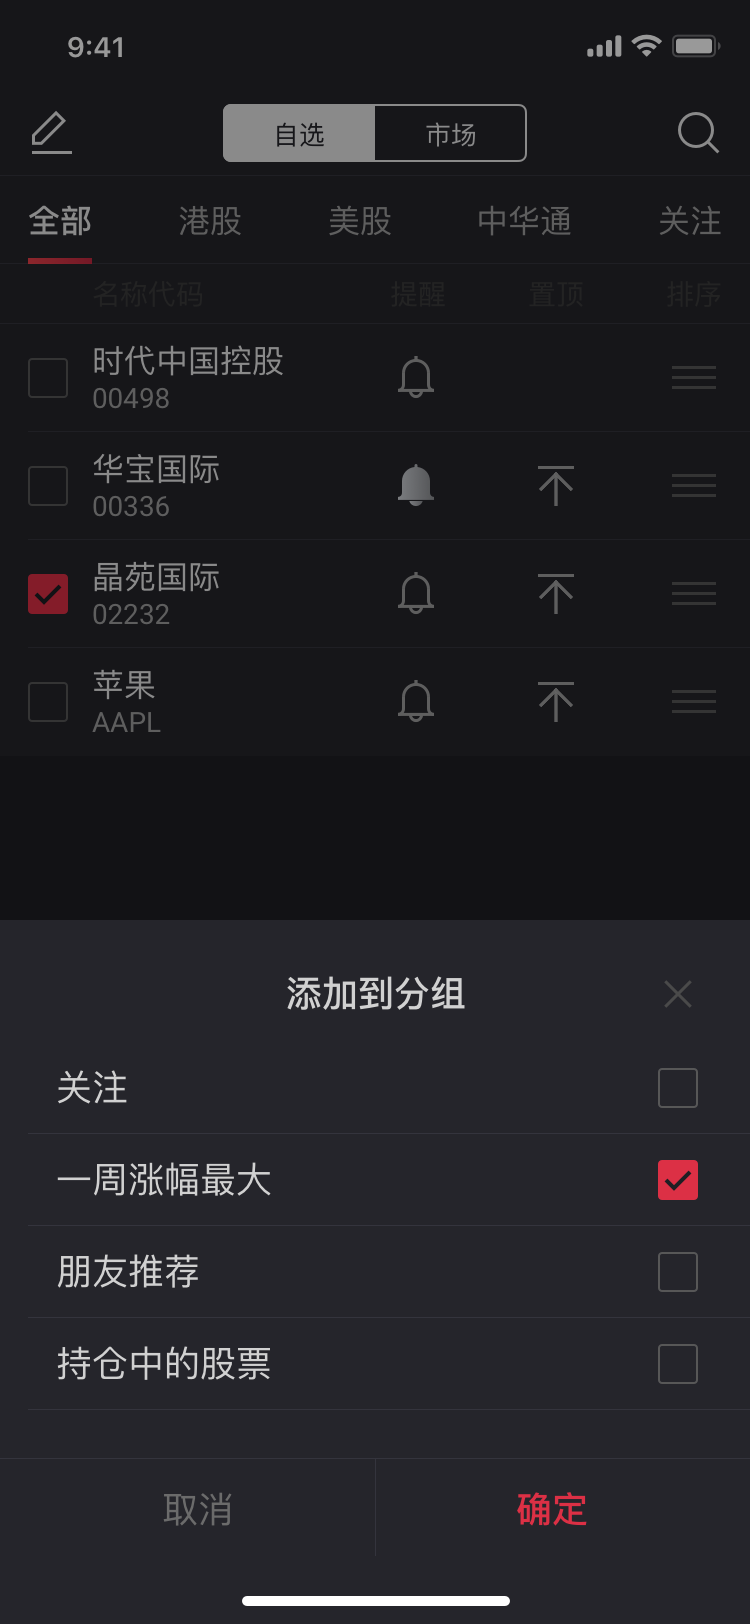 9:41
自选 市场
全部 港股 美股 中华通 关注
名称代码 提醒 置顶 排序
时代中国控股
00498
华宝国际
00336
晶苑国际
02232
苹果
AAPL
添加到分组
关注
一周涨幅最大
朋友推荐
持仓中的股票
取消 确定